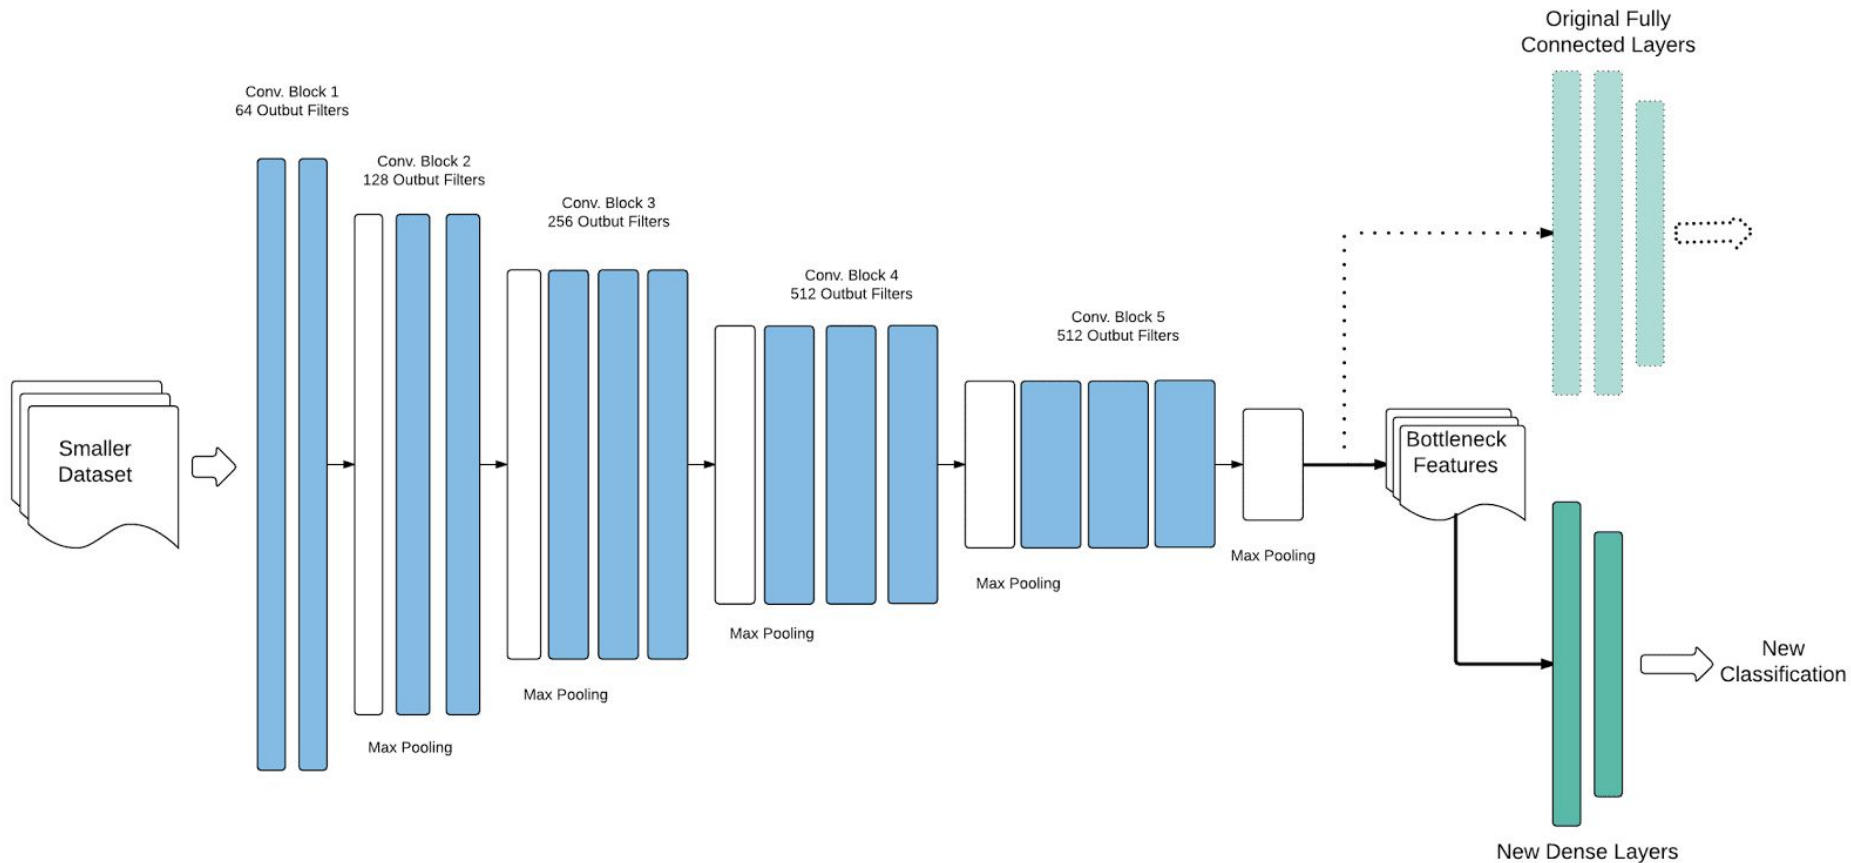 Original Fully
Connected Layers
Conv. Block 1
64 Outbut Filters
Conv. Block 2
128 Outbut Filters
Conv. Block 3
256 Outbut Filters
Conv. Block 4
512 Outbut Filters
Conv. Block 5
512 Outbut Filters
Smaller
Dataset
Bottleneck
Features
Max Pooling
Max Pooling
Max Pooling
Max Pooling
Max Pooling
New
Classification
New Dense Layers